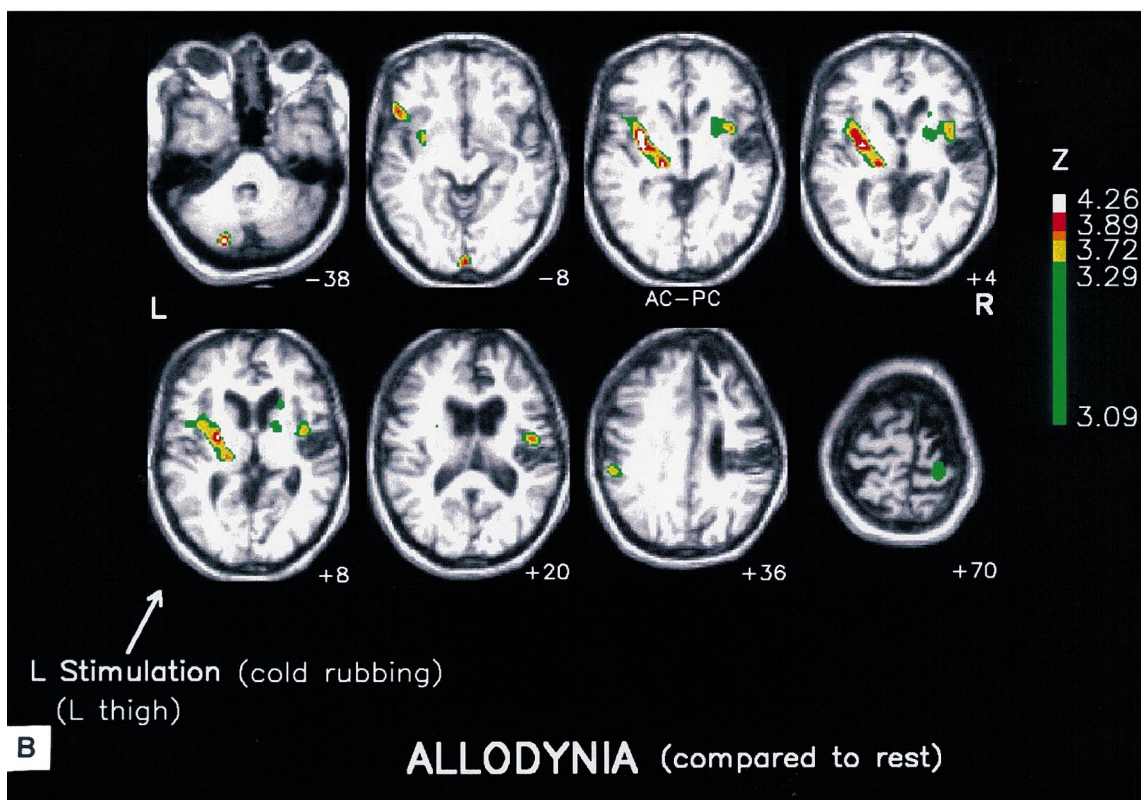 -38
-8
AC-PC
+4
L
R
Z
4.26
3.89
3.72
3.29
3.09
+8
+20
+36
+70
L Stimulation (cold rubbing)
(L thigh)
B
ALLODYNIA (compared to rest)